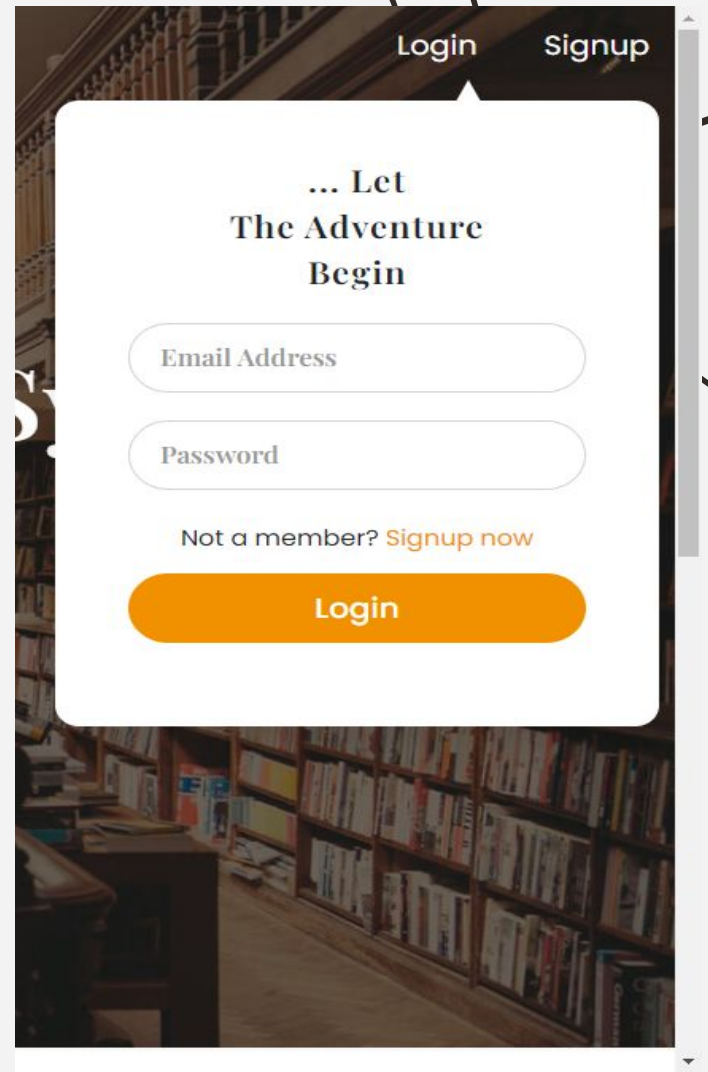 Login Signup
... Let
The Adventure
Begin
Email Address
Password
Not a member? Signup now
Login